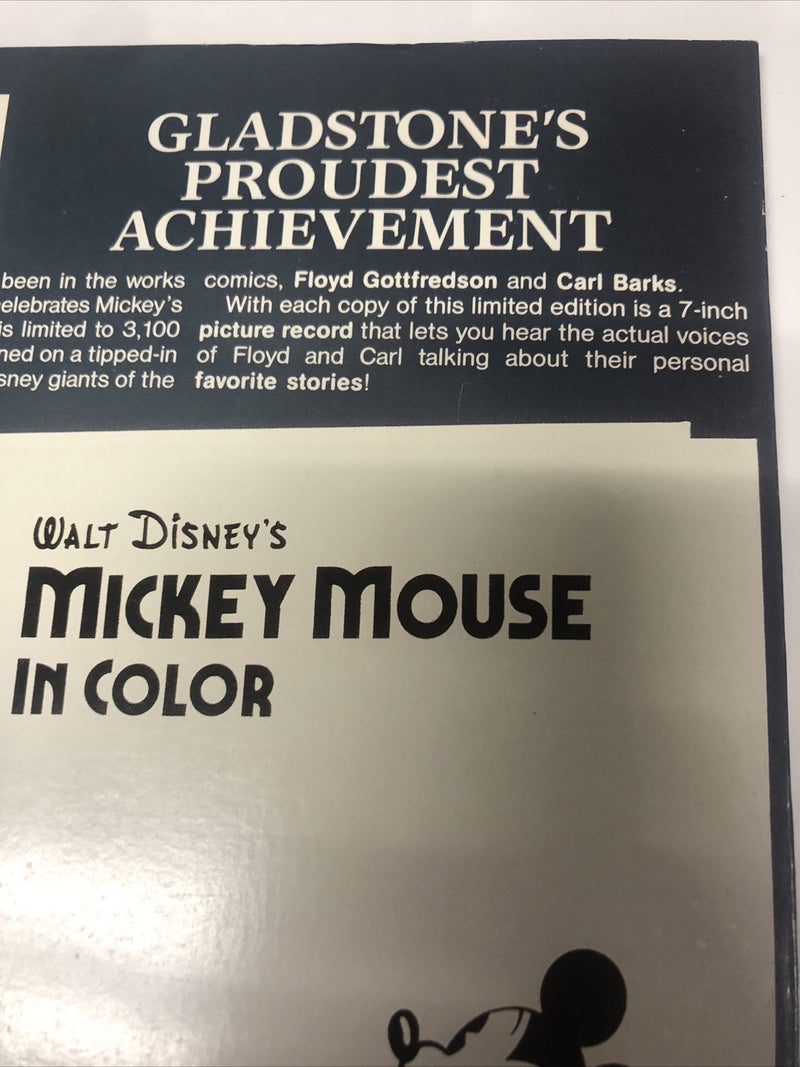 GLADSTONE'S
PROUDEST
ACHIEVEMENT
been in the works
elebrates Mickey's
is limited to 3,100
ned on a tipped-in
sney giants of the
comics, Floyd Gottfredson and Carl Barks.
With each copy of this limited edition is a 7-inch
picture record that lets you hear the actual voices
of Floyd and Carl talking about their personal
favorite stories!
WALT DISNEY'S
MICKEY MOUSE
IN COLOR